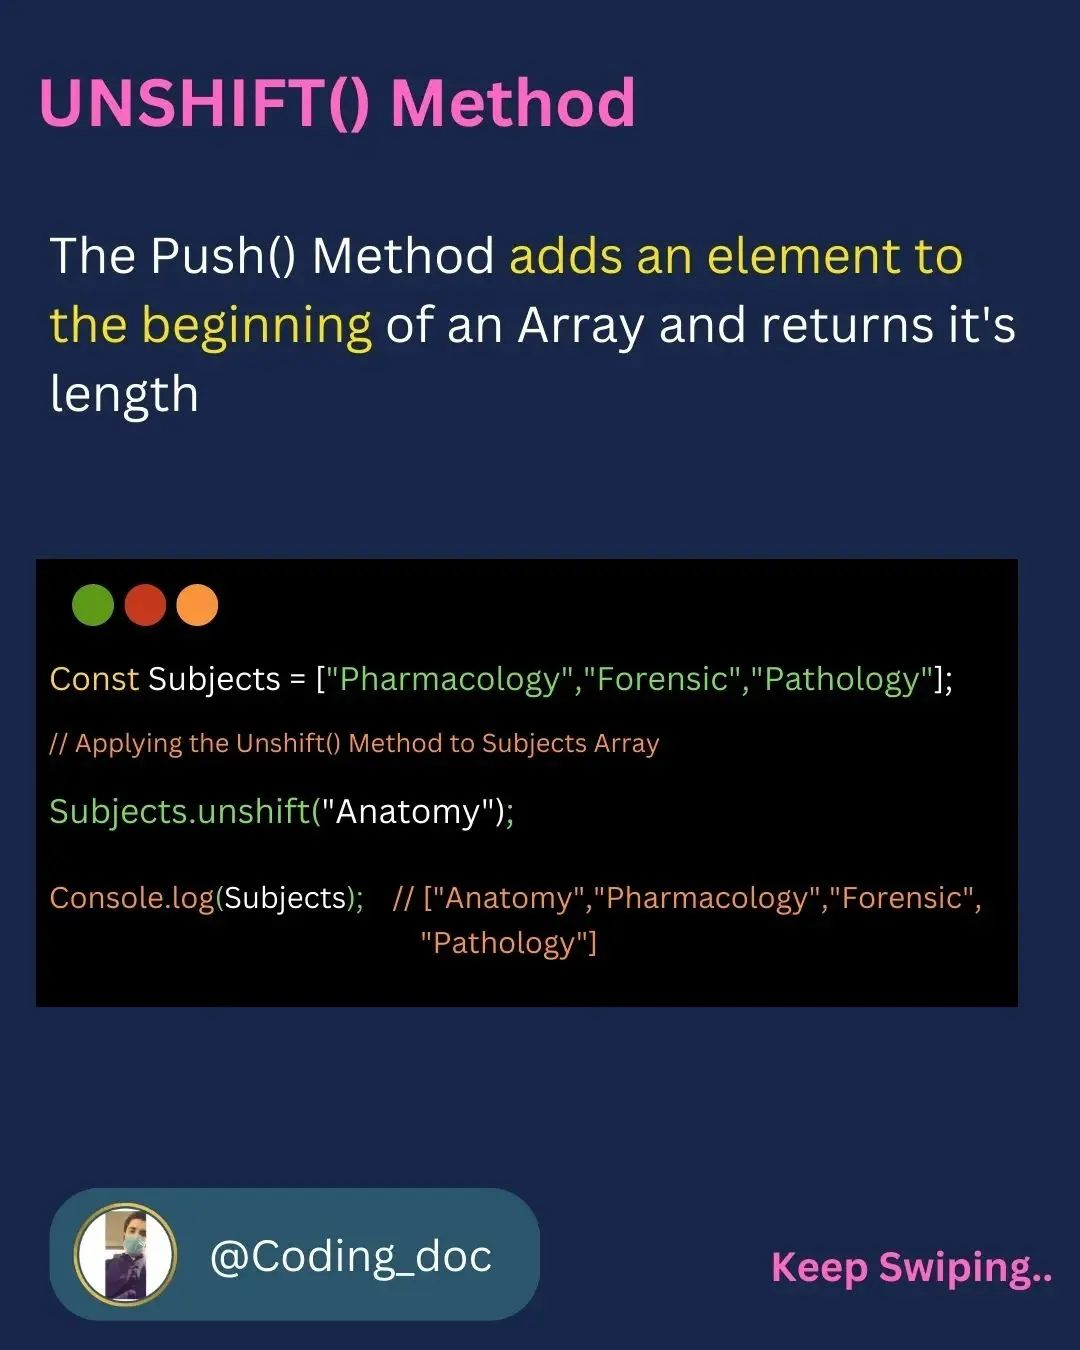 UNSHIFT() Method
The Push() Method adds an element to
the beginning of an Array and returns it's
length
Const Subjects = ["Pharmacology","Forensic","Pathology"];
// Applying the Unshift() Method to Subjects Array
Subjects.unshift("Anatomy");
Console.log(Subjects); // ["Anatomy","Pharmacology","Forensic",
"Pathology"]
@Coding_doc
Keep Swiping..